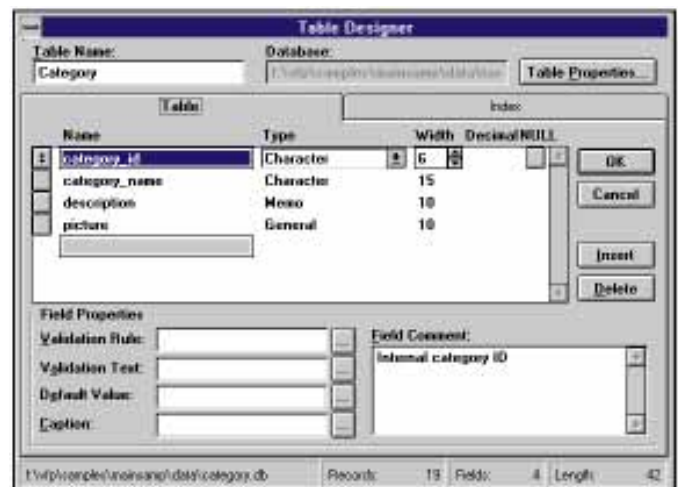 Table Designer
Table Name:
Database:
Category
Table Properties...
Table
Index
Name Type Width Decimal NULL
category_id Character 6
OK
category_name Character 15
Cancel
description Memo 10
picture General 10
Insert
Delete
Field Properties
Validation Rule:
Field Comment:
Internal category ID
Validation Text:
Default Value:
Caption:
Records: 19 Fields: 4 Length: 42